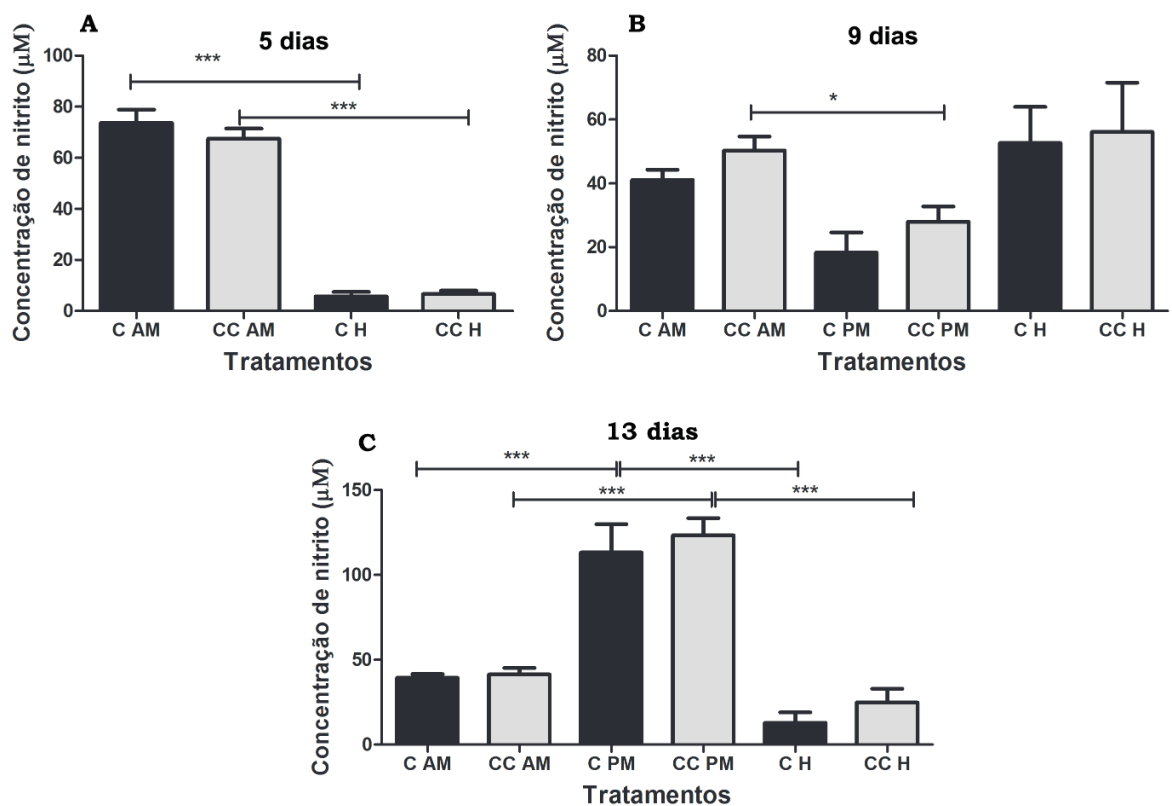 A
5 dias
Concentração de nitrito (µM)
100
80
60
40
20
0
***
***
C AM
CC AM
C H
CC H
Tratamentos
B
9 dias
Concentração de nitrito (µM)
80
60
40
20
0
*
C AM
CC AM
C PM
CC PM
C H
CC H
Tratamentos
C
13 dias
Concentração de nitrito (µM)
150
100
50
0
***
***
***
***
C AM
CC AM
C PM
CC PM
C H
CC H
Tratamentos